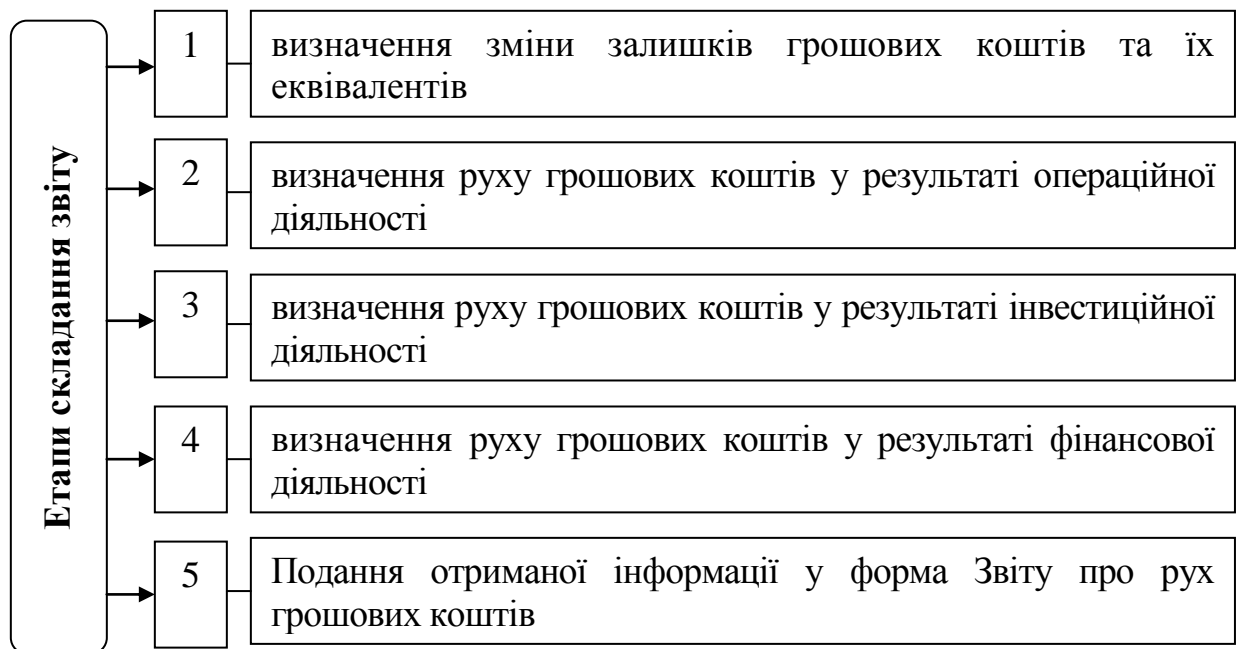 Етапи складання звіту
1
визначення зміни залишків грошових коштів та їх
еквівалентів
2
визначення руху грошових коштів у результаті операційної
діяльності
3
визначення руху грошових коштів у результаті інвестиційної
діяльності
4
визначення руху грошових коштів у результаті фінансової
діяльності
5
Подання отриманої інформації у форма Звіту про рух
грошових коштів